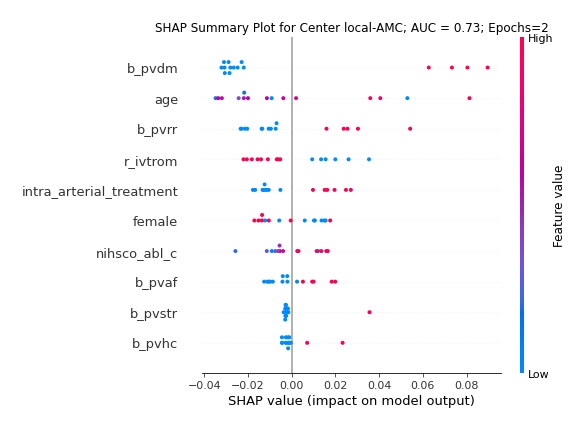 SHAP Summary Plot for Center local-AMC; AUC = 0.73; Epochs=2
High
b_pvdm
age
b_pvrr
r_ivtrom
intra_arterial_treatment
female
nihsco_abl_c
b_pvaf
b_pvstr
b_pvhc
Feature value
Low
−0.04 −0.02 0.00 0.02 0.04 0.06 0.08
SHAP value (impact on model output)